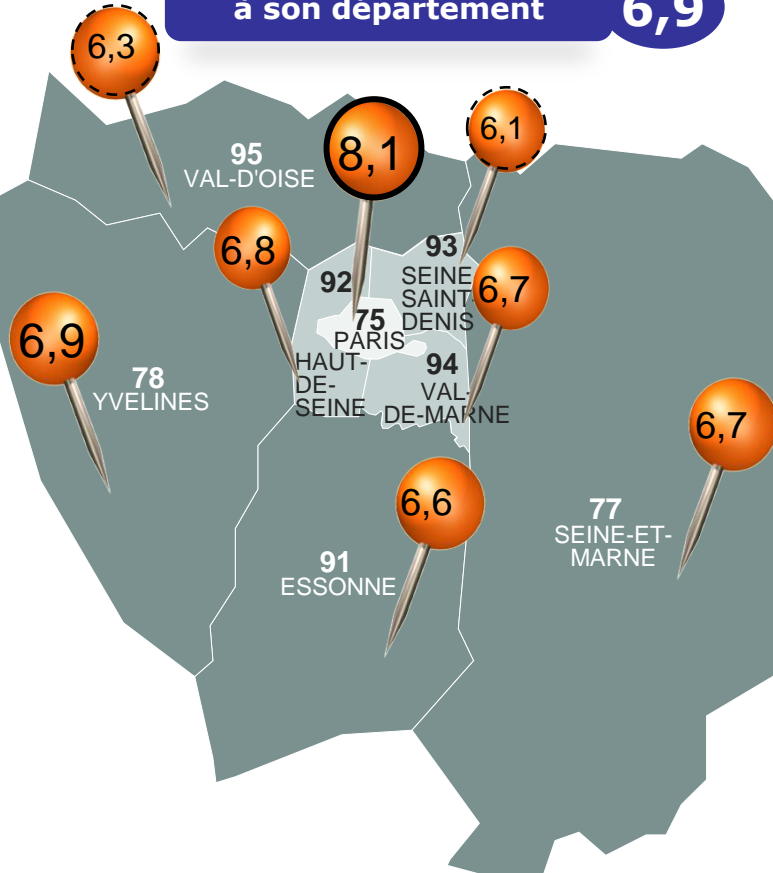 à son département
6,9
6,3
6,1
8,1
95
VAL-D'OISE
6,8
93
SEINE
SAINT-
DENIS
6,7
92
75
PARIS
HAUT-
DE-
SEINE
94
VAL-
DE-MARNE
6,9
78
YVELINES
6,7
6,6
77
SEINE-ET-
MARNE
91
ESSONNE